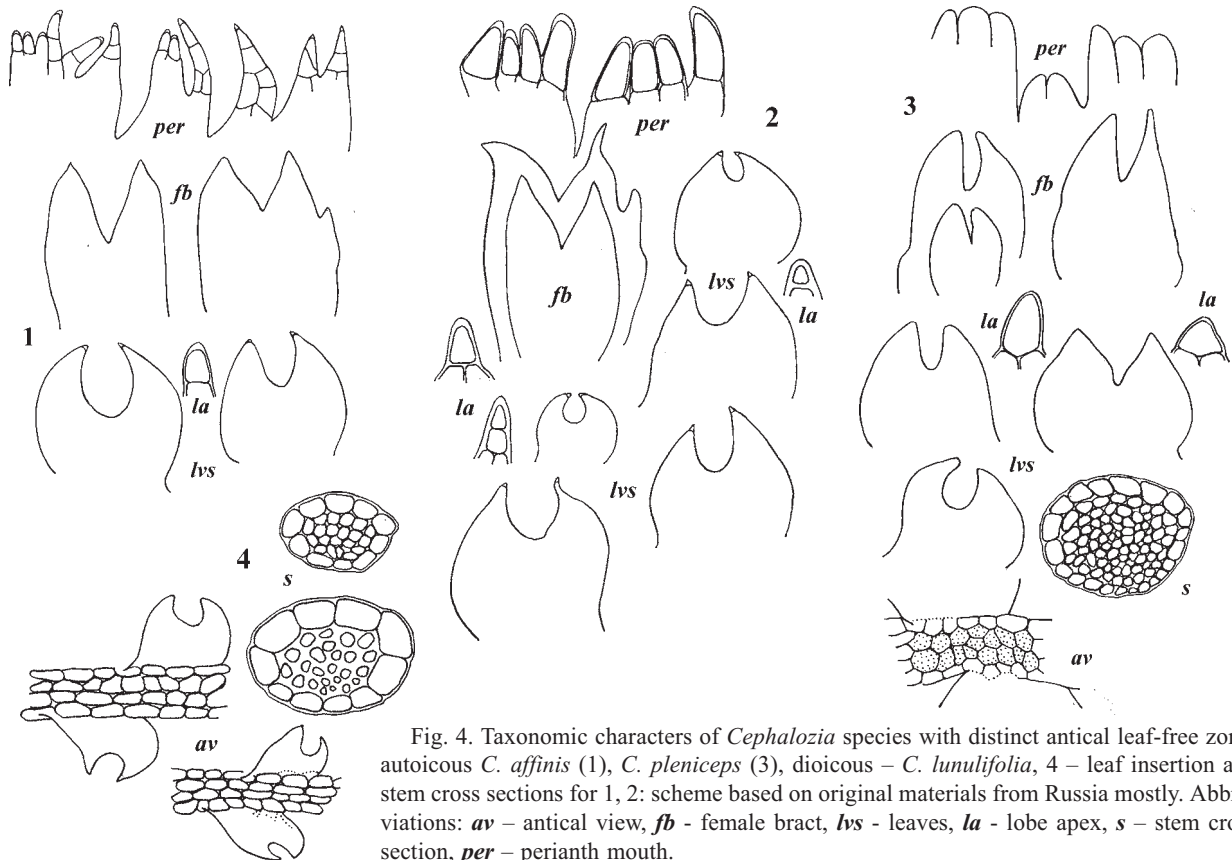 per
per
2
per
3
fb
fb
fb
1
la
lvs
la
lvs
la
la
lvs
la
la
lvs
4
s
s
av
av
Fig. 4. Taxonomic characters of Cephalozia species with distinct antical leaf-free zon
autoicous C. affinis (1), C. pleniceps (3), dioicous – C. lunulifolia, 4 – leaf insertion a
stem cross sections for 1, 2: scheme based on original materials from Russia mostly. Abb
viations: av – antical view, fb - female bract, lvs - leaves, la - lobe apex, s – stem cro
section, per – perianth mouth.